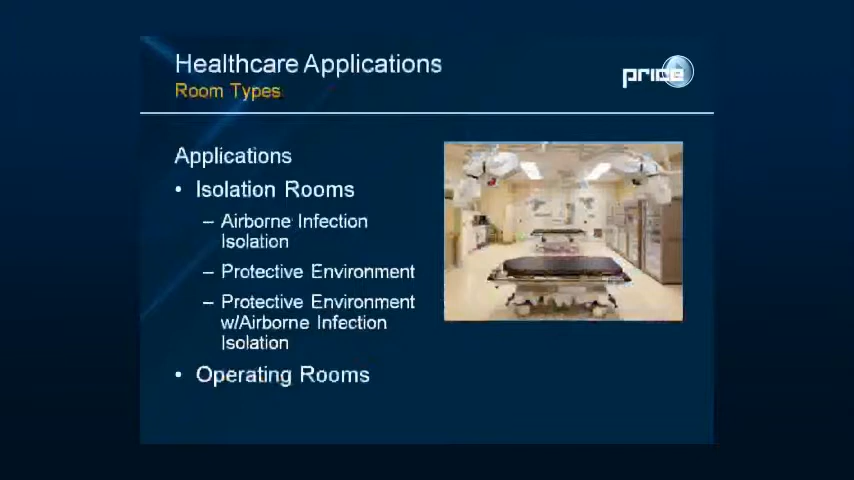 Healthcare Applications
Room Types
price
Applications
• Isolation Rooms
– Airborne Infection
Isolation
– Protective Environment
– Protective Environment
w/Airborne Infection
Isolation
• Operating Rooms